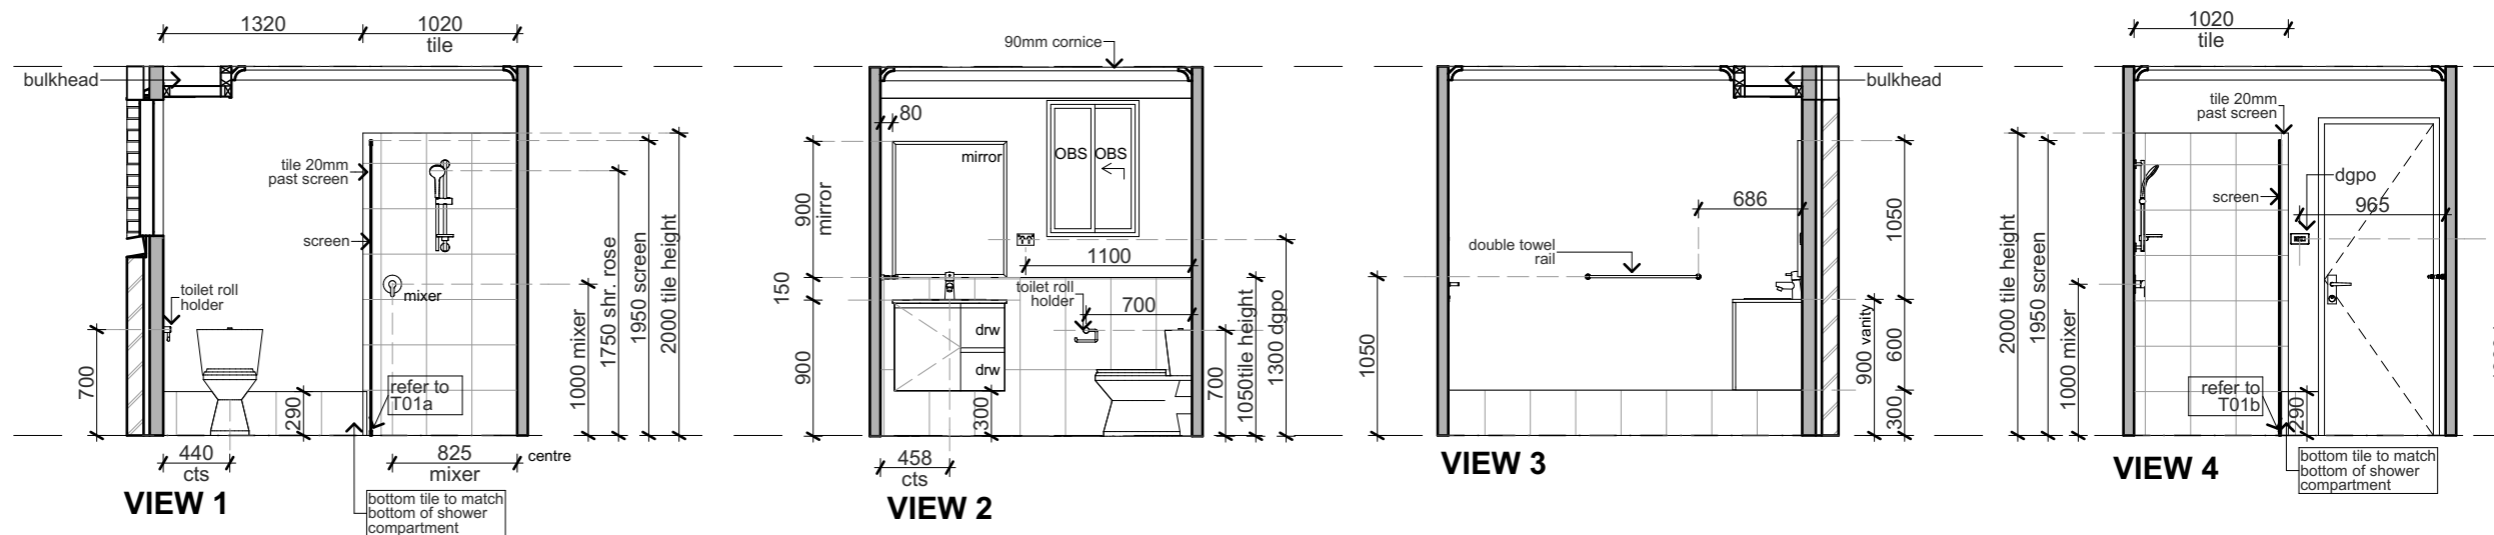 1320
1020
tile
bulkhead
tile 20mm
past screen
screen
toilet roll
holder
mixer
700
290
refer to
T01a
1000 mixer
1750 shr. rose
1950 screen
2000 tile height
440
cts
825
mixer
centre
VIEW 1
bottom tile to match
bottom of shower
compartment
90mm cornice
80
mirror
OBS
OBS
900
mirror
150
900
1100
toilet roll
holder
700
drw
drw
300
700
1050tile height
1300 dgpo
458
cts
VIEW 2
bulkhead
686
double towel
rail
1050
1050
900 vanity
600
300
VIEW 3
1020
tile
tile 20mm
past screen
dgpo
screen
965
2000 tile height
1950 screen
1000 mixer
refer to
T01b
290
bottom tile to match
bottom of shower
compartment
VIEW 4